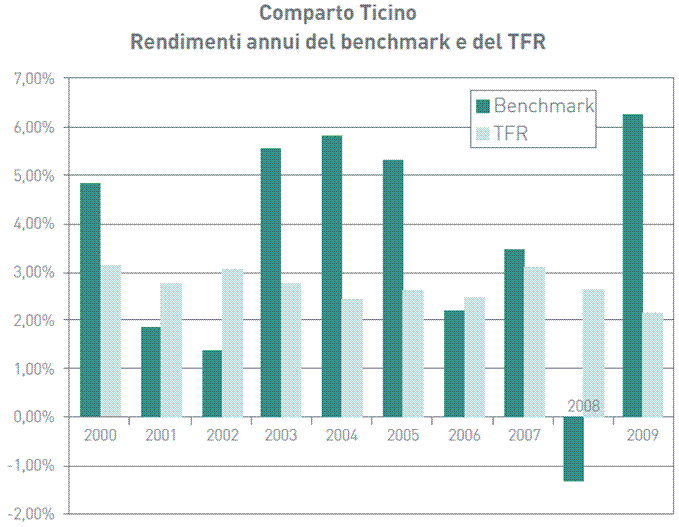 Comparto Ticino
Rendimenti annui del benchmark e del TFR
7,00%
6,00%
5,00%
4,00%
3,00%
2,00%
1,00%
0,00%
-1,00%
-2,00%
Benchmark
TFR
2000 2001 2002 2003 2004 2005 2006 2007 2008 2009